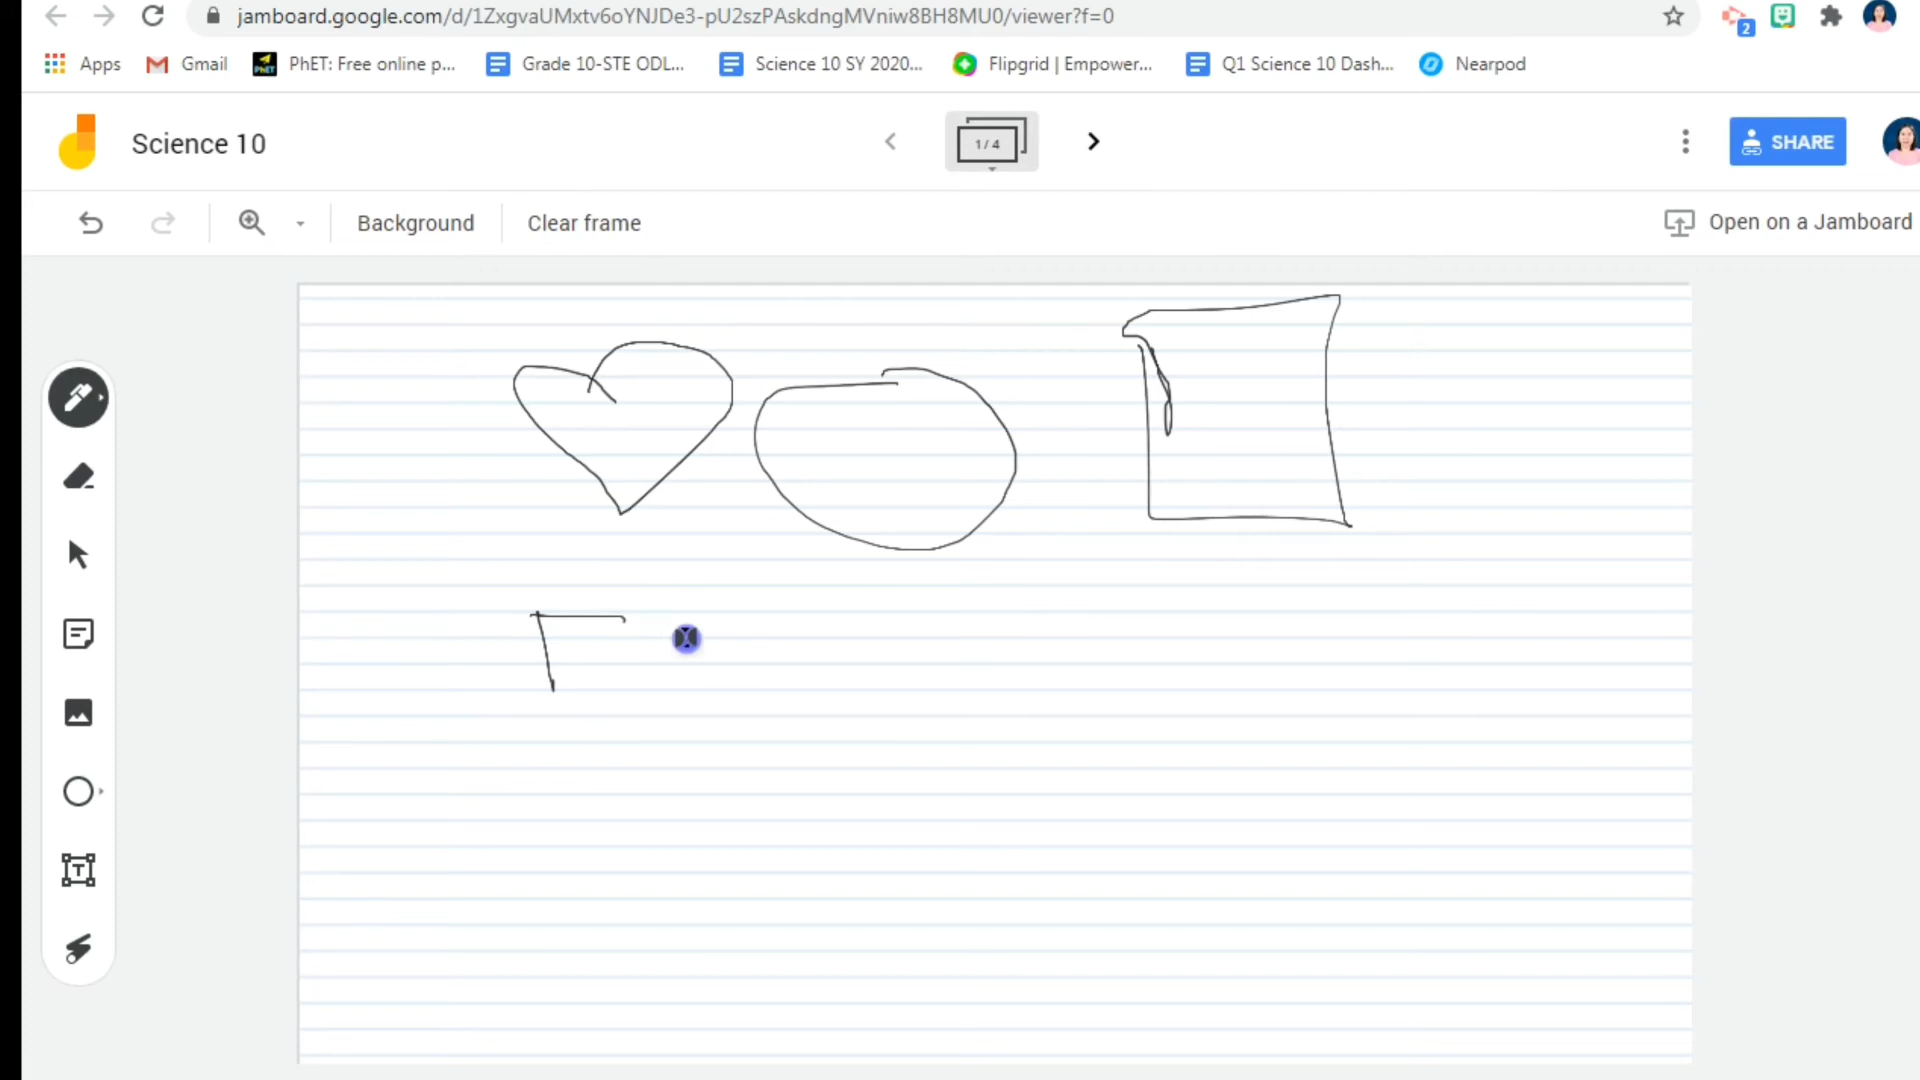 jamboard.google.com/d/1ZxgvaUMxtv6oYNJDe3-pU2szPAskdngMVniw8BH8MU0/viewer?f=0
2
Apps Gmail PhET: Free online p... Grade 10-STE ODL... Science 10 SY 2020... Flipgrid | Empower... Q1 Science 10 Dash... Nearpod
Science 10 1 / 4 SHARE
Background Clear frame Open on a Jamboard